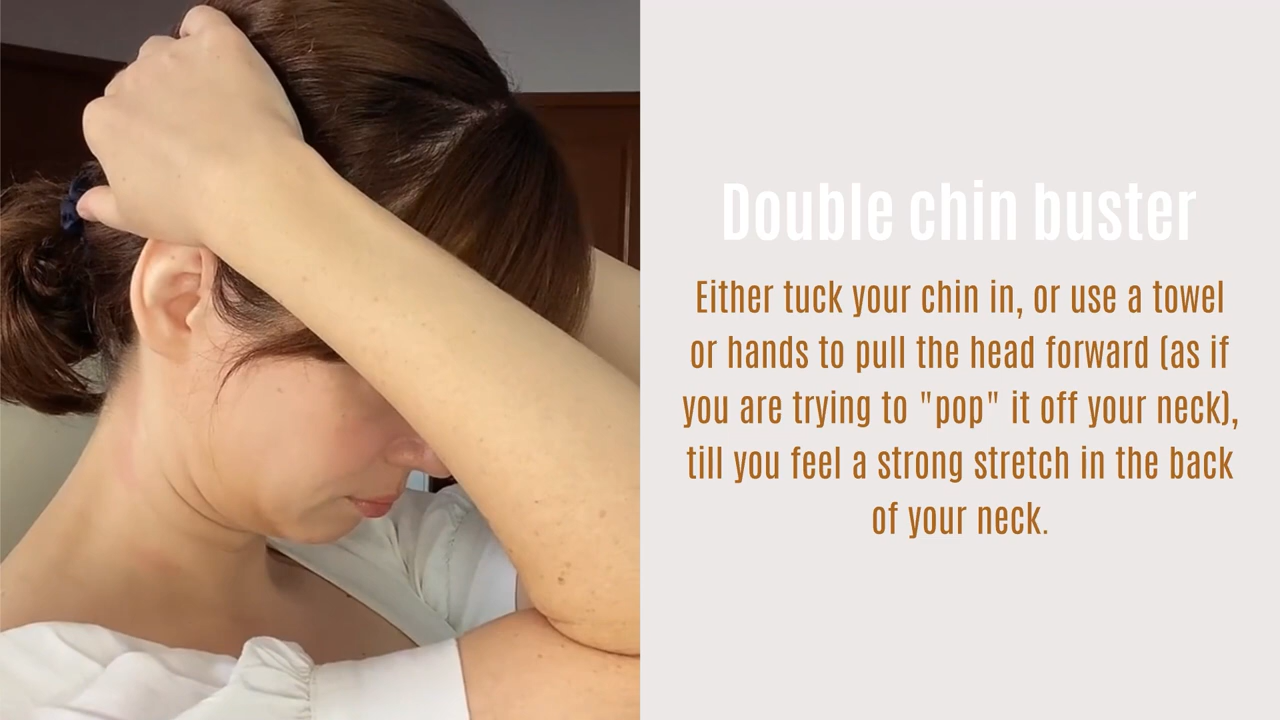 Double chin buster
Either tuck your chin in, or use a towel
or hands to pull the head forward (as if
you are trying to "pop" it off your neck),
till you feel a strong stretch in the back
of your neck.